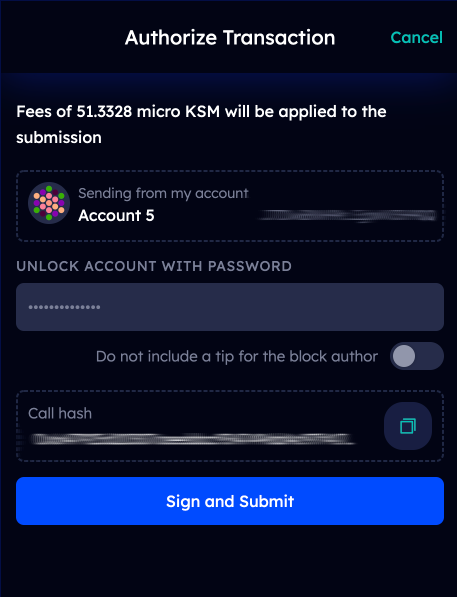 Authorize Transaction
Cancel
Fees of 51.3328 micro KSM will be applied to the
submission
Sending from my account
Account 5
UNLOCK ACCOUNT WITH PASSWORD
••••••••••••••
Do not include a tip for the block author
Call hash
Sign and Submit